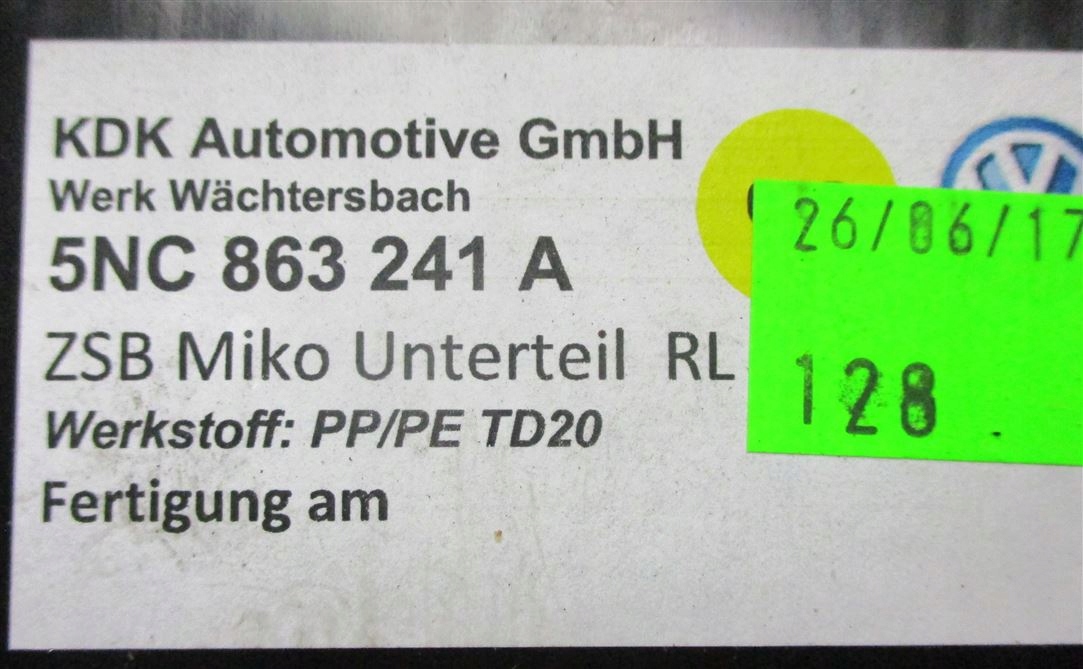 KDK Automotive GmbH
Werk Wächtersbach
5NC 863 241 A
ZSB Miko Unterteil RL
Werkstoff: PP/PE TD20
Fertigung am
26/06/17
128